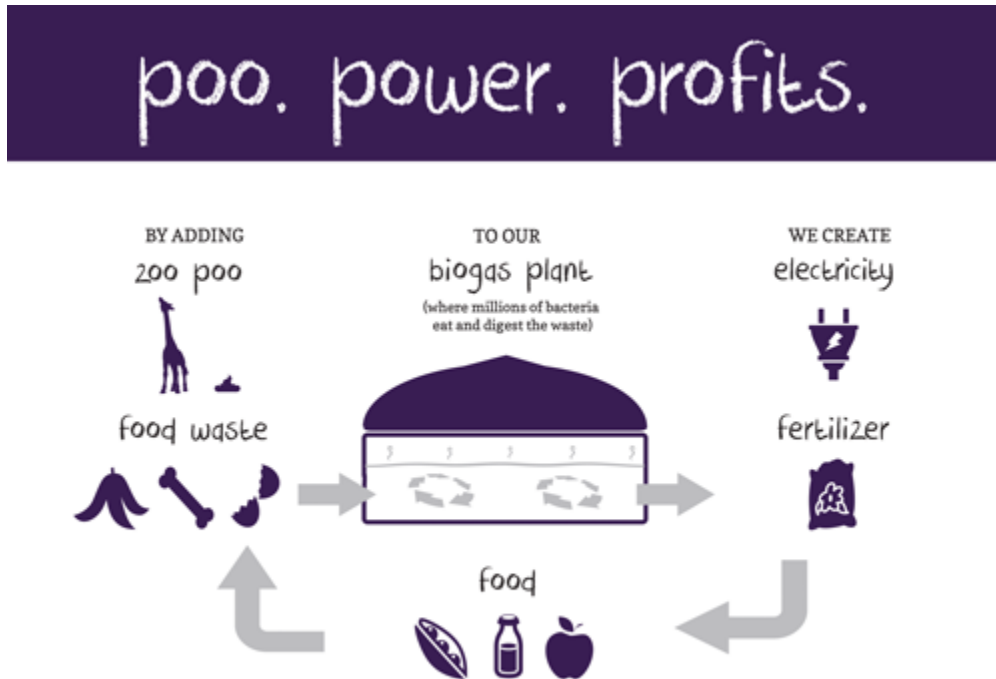 poo. power. profits.
BY ADDING
zoo poo
food waste
TO OUR
biogas plant
(where millions of bacteria
eat and digest the waste)
WE CREATE
electricity
fertilizer
food